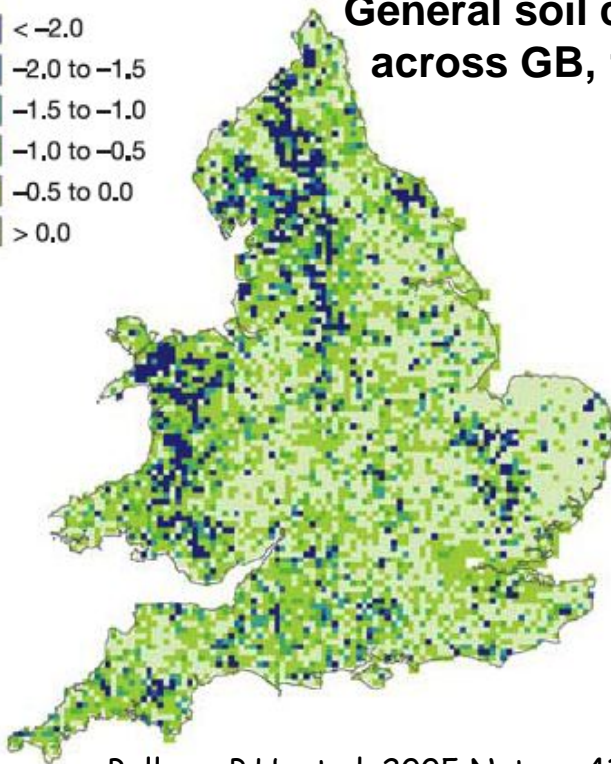 General soil
across GB,
< –2.0
–2.0 to –1.5
–1.5 to –1.0
–1.0 to –0.5
–0.5 to 0.0
> 0.0
2005